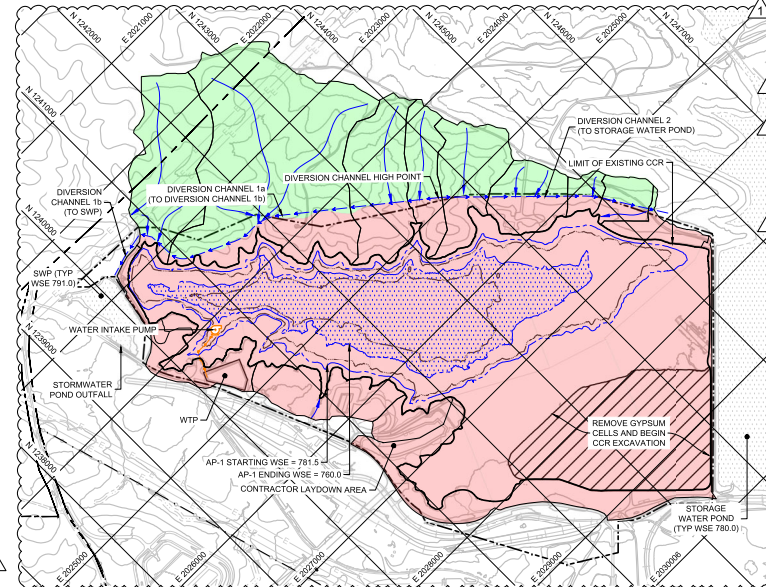 N 1242000
E 2021000
N 1243000
E 2022000
N 1244000
E 2023000
N 1245000
E 2024000
N 1246000
E 2025000
N 1247000
1
N 1241000
DIVERSION CHANNEL 2
(TO STORAGE WATER POND)
LIMIT OF EXISTING CCR
DIVERSION CHANNEL HIGH POINT
DIVERSION CHANNEL 1a
(TO DIVERSION CHANNEL 1b)
DIVERSION
CHANNEL 1b
(TO SWP)
N 1240000
SWP (TYP
WSE 791.0)
WATER INTAKE PUMP
N 1239000
STORMWATER
POND OUTFALL
WTP
REMOVE GYPSUM
CELLS AND BEGIN
CCR EXCAVATION
AP-1 STARTING WSE = 781.5
AP-1 ENDING WSE = 760.0
CONTRACTOR LAYDOWN AREA
N 1238000
STORAGE
WATER POND
(TYP WSE 780.0)
E 2025000
E 2026000
E 2027000
E 2028000
E 2029000
E 2030006